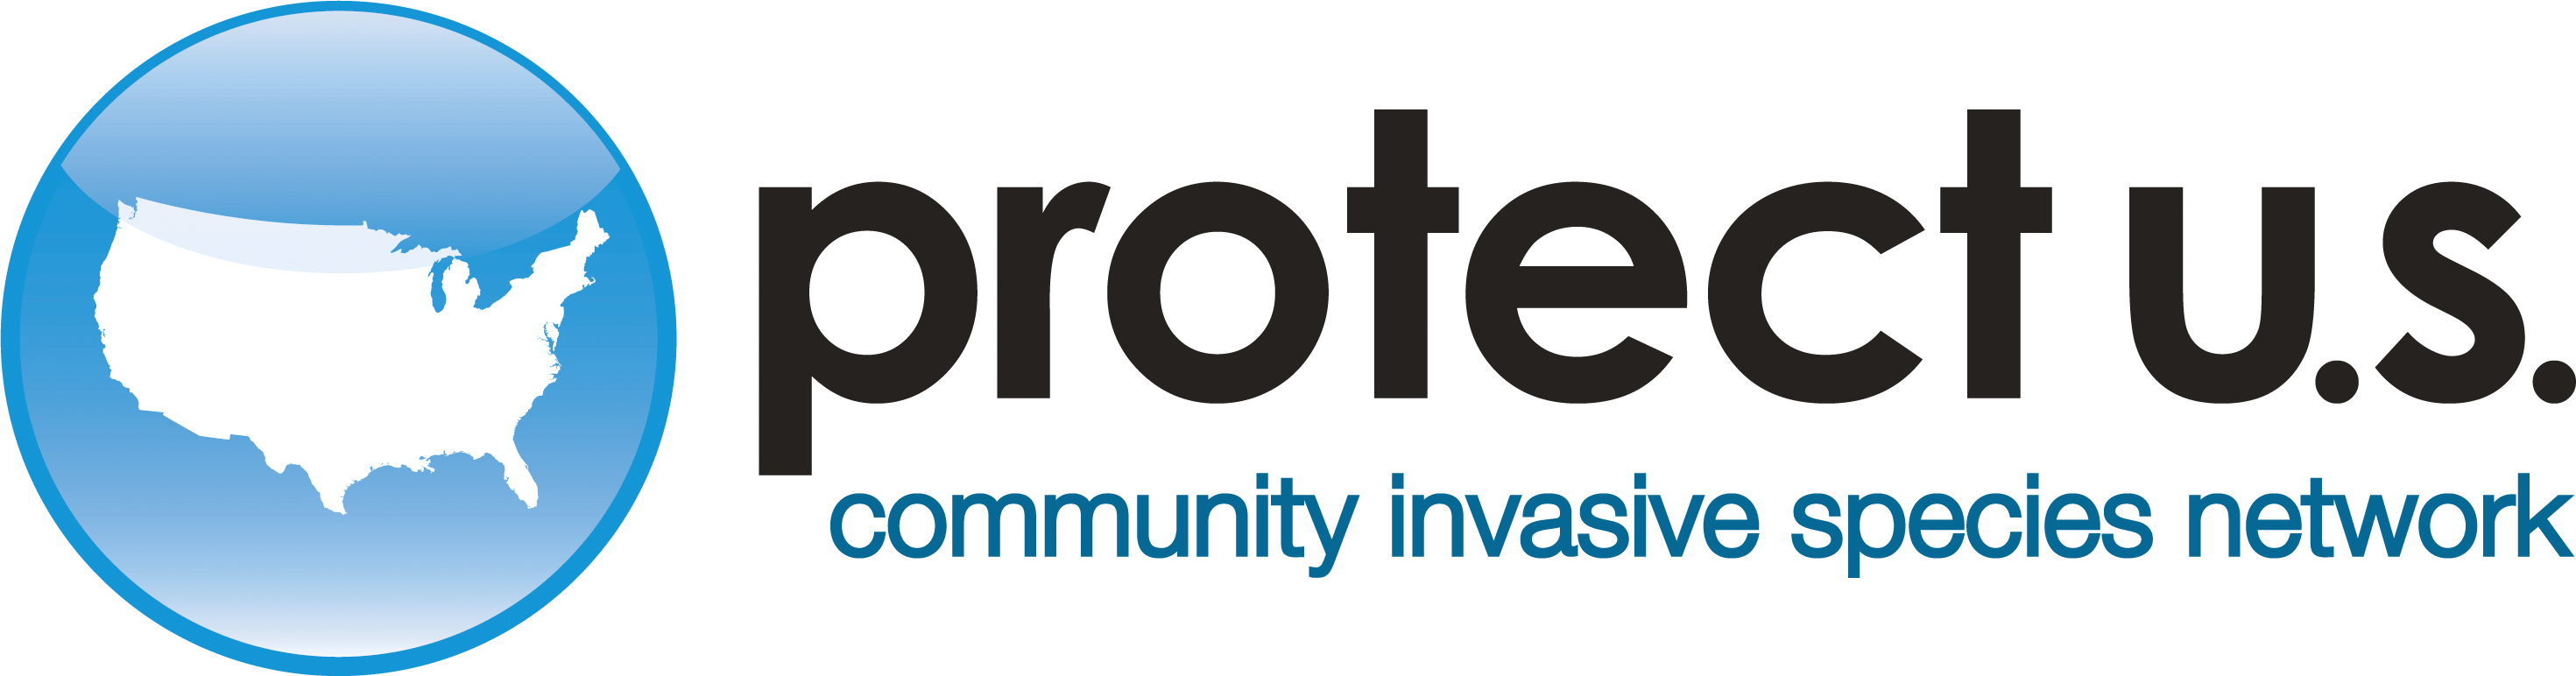 protect u.s.
community invasive species network